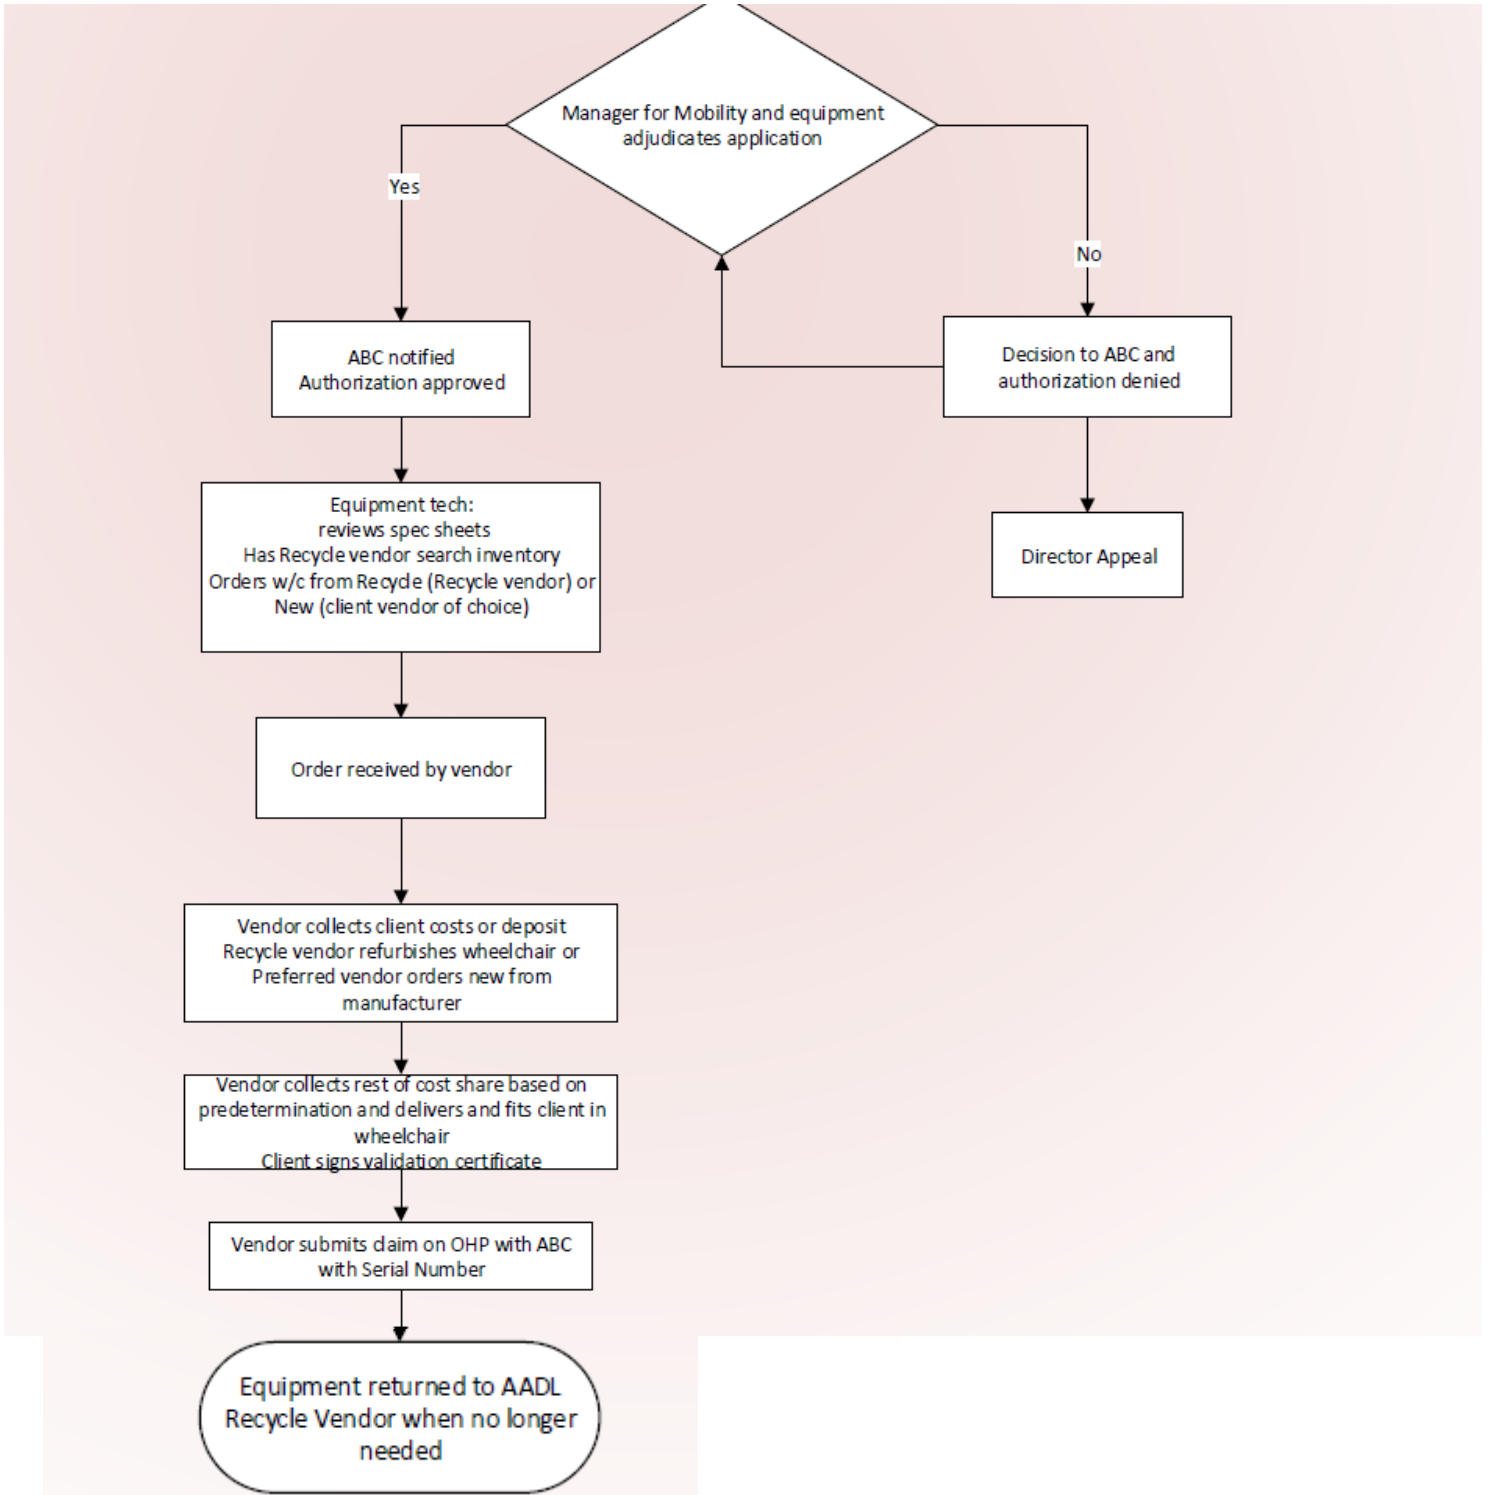 Manager for Mobility and equipment
adjudicates application
Yes
No
ABC notified
Authorization approved
Decision to ABC and
authorization denied
Equipment tech:
reviews spec sheets
Has Recycle vendor search inventory
Orders w/c from Recycle (Recycle vendor) or
New (client vendor of choice)
Director Appeal
Order received by vendor
Vendor collects client costs or deposit
Recycle vendor refurbishes wheelchair or
Preferred vendor orders new from
manufacturer
Vendor collects rest of cost share based on
predetermination and delivers and fits client in
wheelchair
Client signs validation certificate
Vendor submits claim on OHP with ABC
with Serial Number
Equipment returned to AADL
Recycle Vendor when no longer
needed